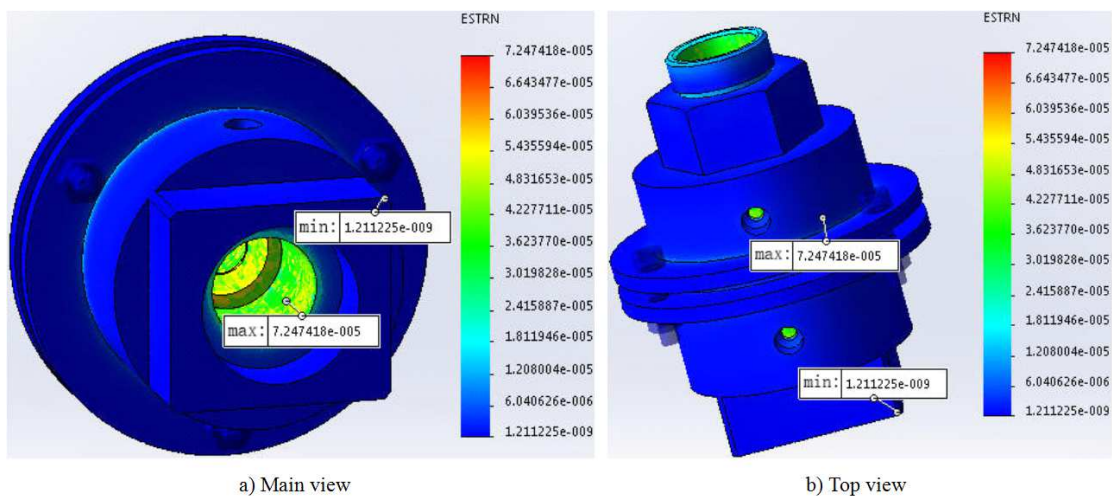 ESTRN
7.247418e-005
6.643477e-005
6.039536e-005
5.435594e-005
4.831653e-005
4.227711e-005
3.623770e-005
3.019828e-005
2.415887e-005
1.811946e-005
1.208004e-005
6.040626e-006
1.211225e-009
min: 1.211225e-009
max: 7.247418e-005
a) Main view
ESTRN
7.247418e-005
6.643477e-005
6.039536e-005
5.435594e-005
4.831653e-005
4.227711e-005
3.623770e-005
3.019828e-005
2.415887e-005
1.811946e-005
1.208004e-005
6.040626e-006
1.211225e-009
max: 7.247418e-005
min: 1.211225e-009
b) Top view